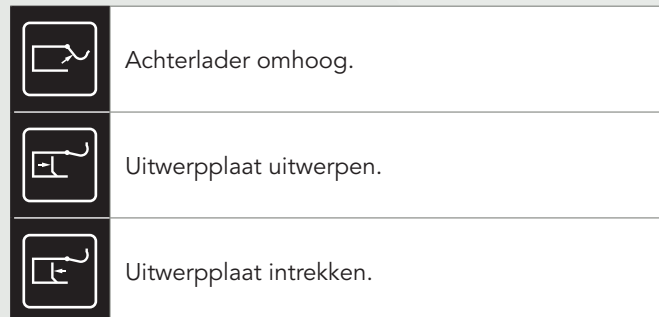 Achterlader omhoog.
Uitwerpplaat uitwerpen.
Uitwerpplaat intrekken.